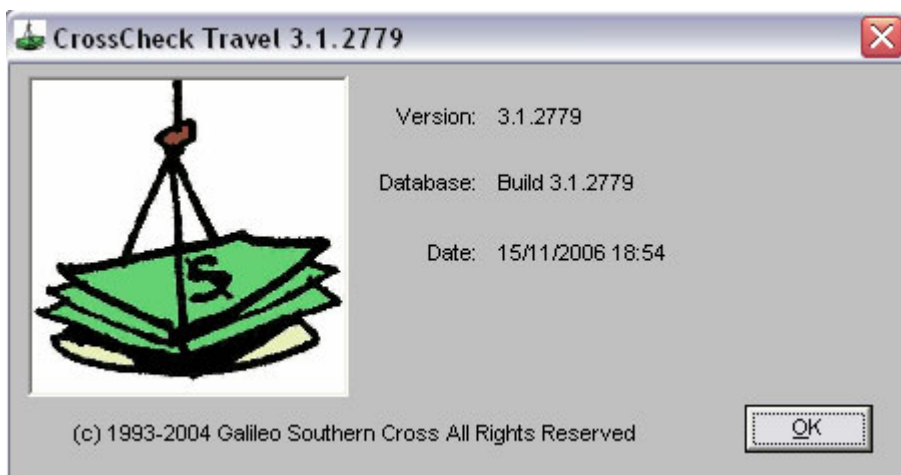 CrossCheck Travel 3.1.2779
Version: 3.1.2779
Database: Build 3.1.2779
Date: 15/11/2006 18:54
(c) 1993-2004 Galileo Southern Cross All Rights Reserved
OK